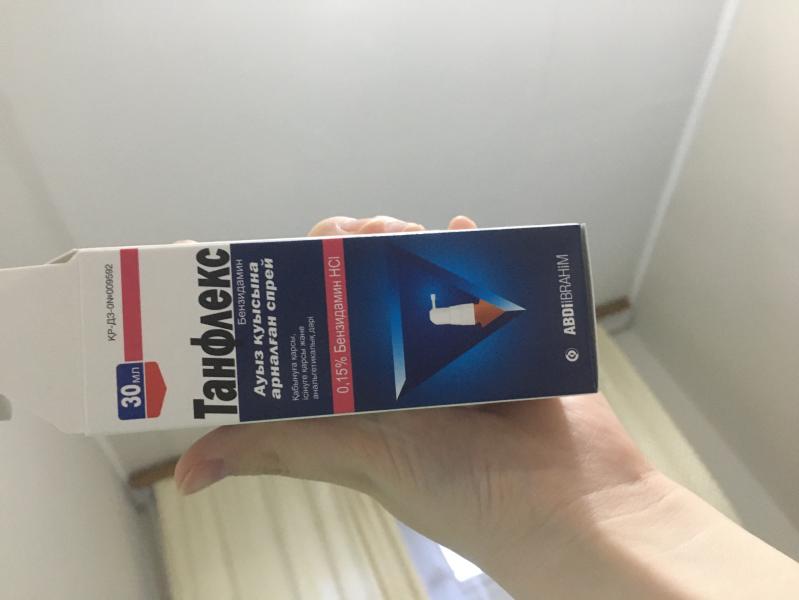 ҚР-ДЗ-0№009592
30 МЛ
Танфлекс
Бензидамин
Ауыз қуысына
арналған спрей
Қабынуға қарсы,
ісінуге қарсы және
анальгетикалық дәрі
0,15% Бензидамин HCl
ABDİİBRAHİM